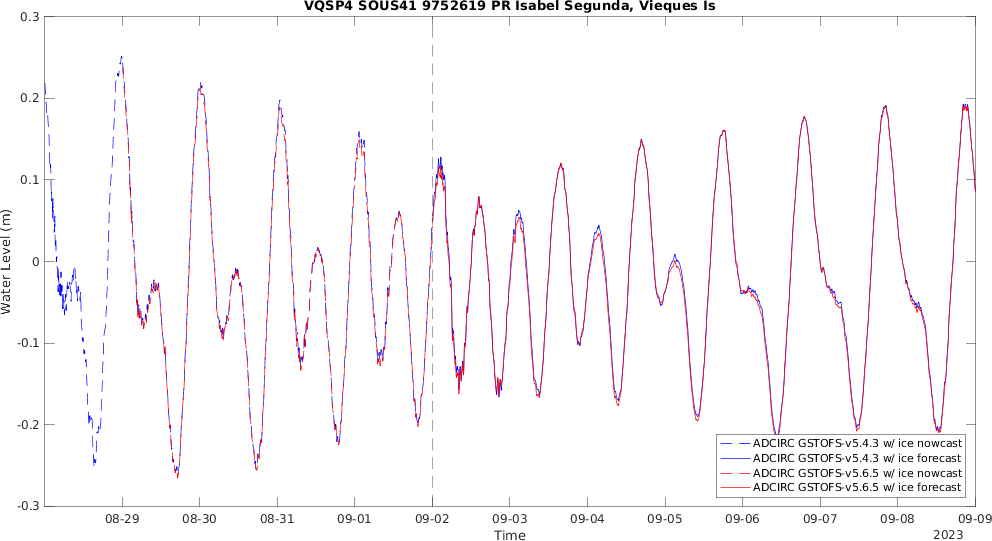 VQSP4 SOUS41 9752619 PR Isabel Segunda, Vieques Is
Water Level (m)
0.3
0.2
0.1
0
-0.1
-0.2
-0.3
ADCIRC GSTOFS-v5.4.3 w/ ice nowcast
ADCIRC GSTOFS-v5.4.3 w/ ice forecast
ADCIRC GSTOFS-v5.6.5 w/ ice nowcast
ADCIRC GSTOFS-v5.6.5 w/ ice forecast
08-29 08-30 08-31 09-01 09-02 09-03 09-04 09-05 09-06 09-07 09-08 09-09
Time
2023